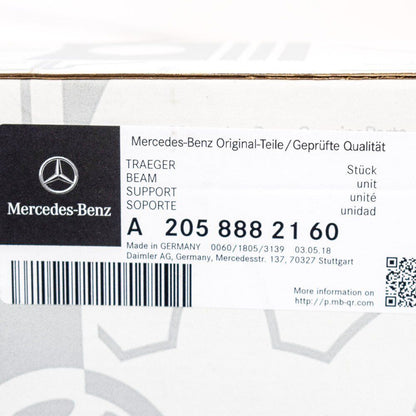 Mercedes-Benz Original-Teile/Geprüfte Qualität
TRAEGER Stück
BEAM unit
SUPPORT unité
SOPORTE unidad
Mercedes-Benz
A 205 888 21 60
Made in GERMANY 0060/1805/3139 03.05.18
Daimler AG, Germany, Mercedesstr. 137, 70327 Stuttgart
More information on
http://p.mb-qr.com/